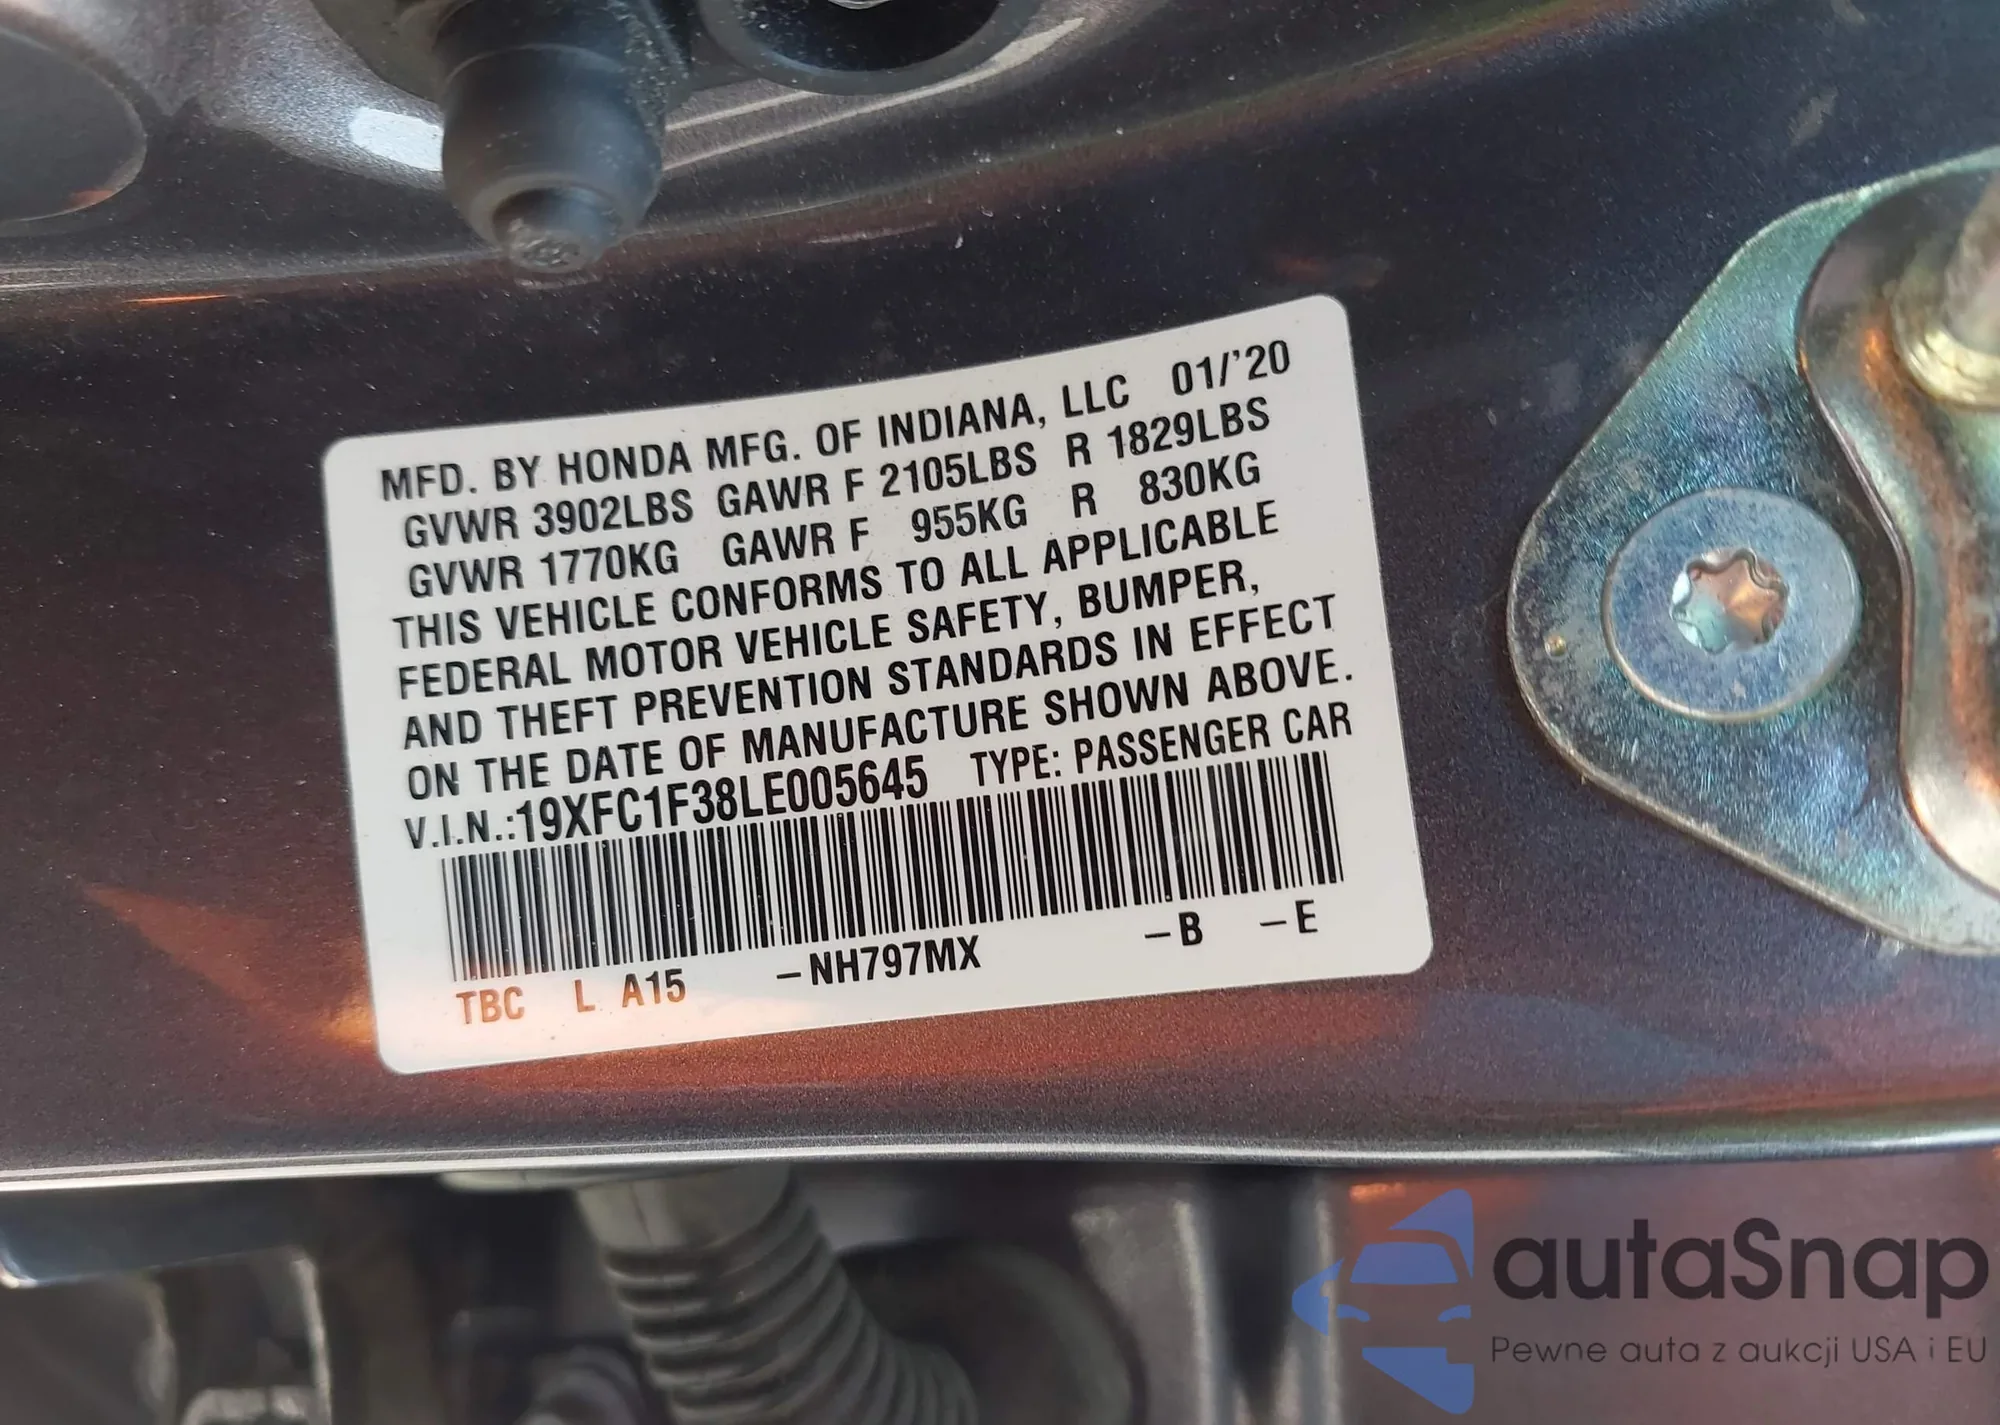 MFD. BY HONDA MFG. OF INDIANA, LLC 01/'20
GVWR 3902LBS GAWR F 2105LBS R 1829LBS
GVWR 1770KG GAWR F 955KG R 830KG
THIS VEHICLE CONFORMS TO ALL APPLICABLE
FEDERAL MOTOR VEHICLE SAFETY, BUMPER,
AND THEFT PREVENTION STANDARDS IN EFFECT
ON THE DATE OF MANUFACTURE SHOWN ABOVE.
V.I.N.:19XFC1F38LE005645 TYPE: PASSENGER CAR
TBC L A15 –NH797MX –B –E
autaSnap
Pewne auta z aukcji USA i EU